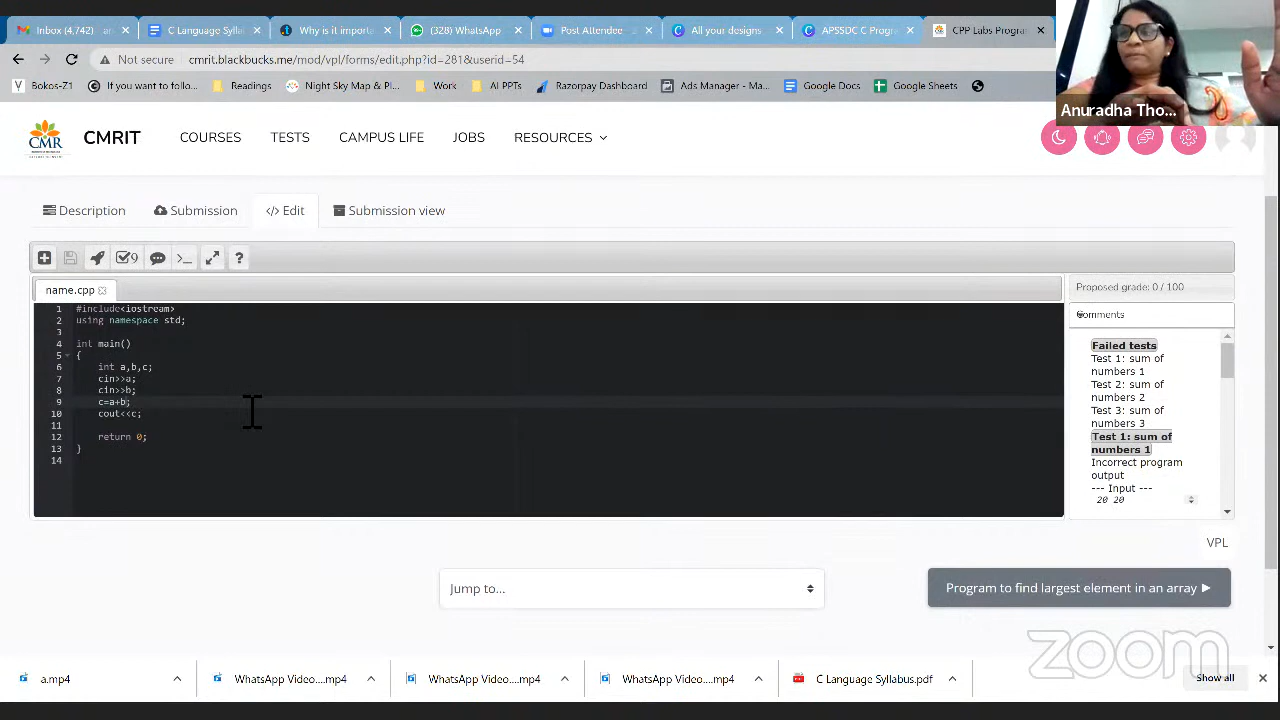 Inbox (4,742) - a
C Language Sylla
Why is it importa
(328) WhatsApp
Post Attendee
All your designs
APSSDC C Progra
CPP Labs Progra
Not secure
cmrit.blackbucks.me/mod/vpl/forms/edit.php?id=281&userid=54
Bokos-Z1
If you want to follo...
Readings
Night Sky Map & Pl...
Work
AI PPT
Razorpay Dashboard
Ads Manager - Ma...
Google Docs
Google Sheets
Anuradha Tho...
CMR
CMRIT
COURSES
TESTS
CAMPUS LIFE
JOBS
RESOURCES
Description
Submission
</> Edit
Submission view
9
>_
?
name.cpp
Proposed grade: 0 / 100
Comments
1 #include<iostream>
2 using namespace std;
3
4 int main()
5 {
6 int a,b,c;
7 cin>>a;
8 cin>>b;
9 c=a+b;
10 cout<<c;
11
12 return 0;
13 }
14
Failed tests
Test 1: sum of
numbers 1
Test 2: sum of
numbers 2
Test 3: sum of
numbers 3
Test 1: sum of
numbers 1
Incorrect program
output
--- Input ---
20 20
VPL
Jump to...
Program to find largest element in an array ►
zoom
a.mp4
WhatsApp Video....mp4
WhatsApp Video....mp4
WhatsApp Video....mp4
C Language Syllabus.pdf
Show all